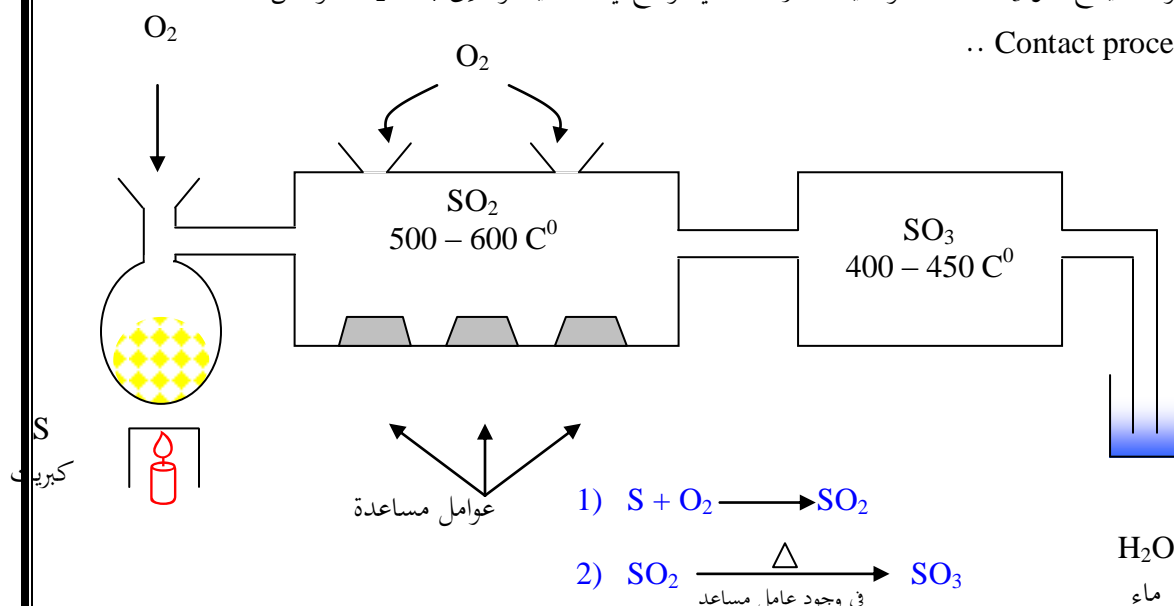 O₂
.. Contact proce
O₂
SO₂
500 – 600 C⁰
SO₃
400 – 450 C⁰
S
كبريت
عوامل مساعدة
1) S + O₂ → SO₂
H₂O
ماء
2) SO₂ △→ SO₃
في وجود عامل مساعد